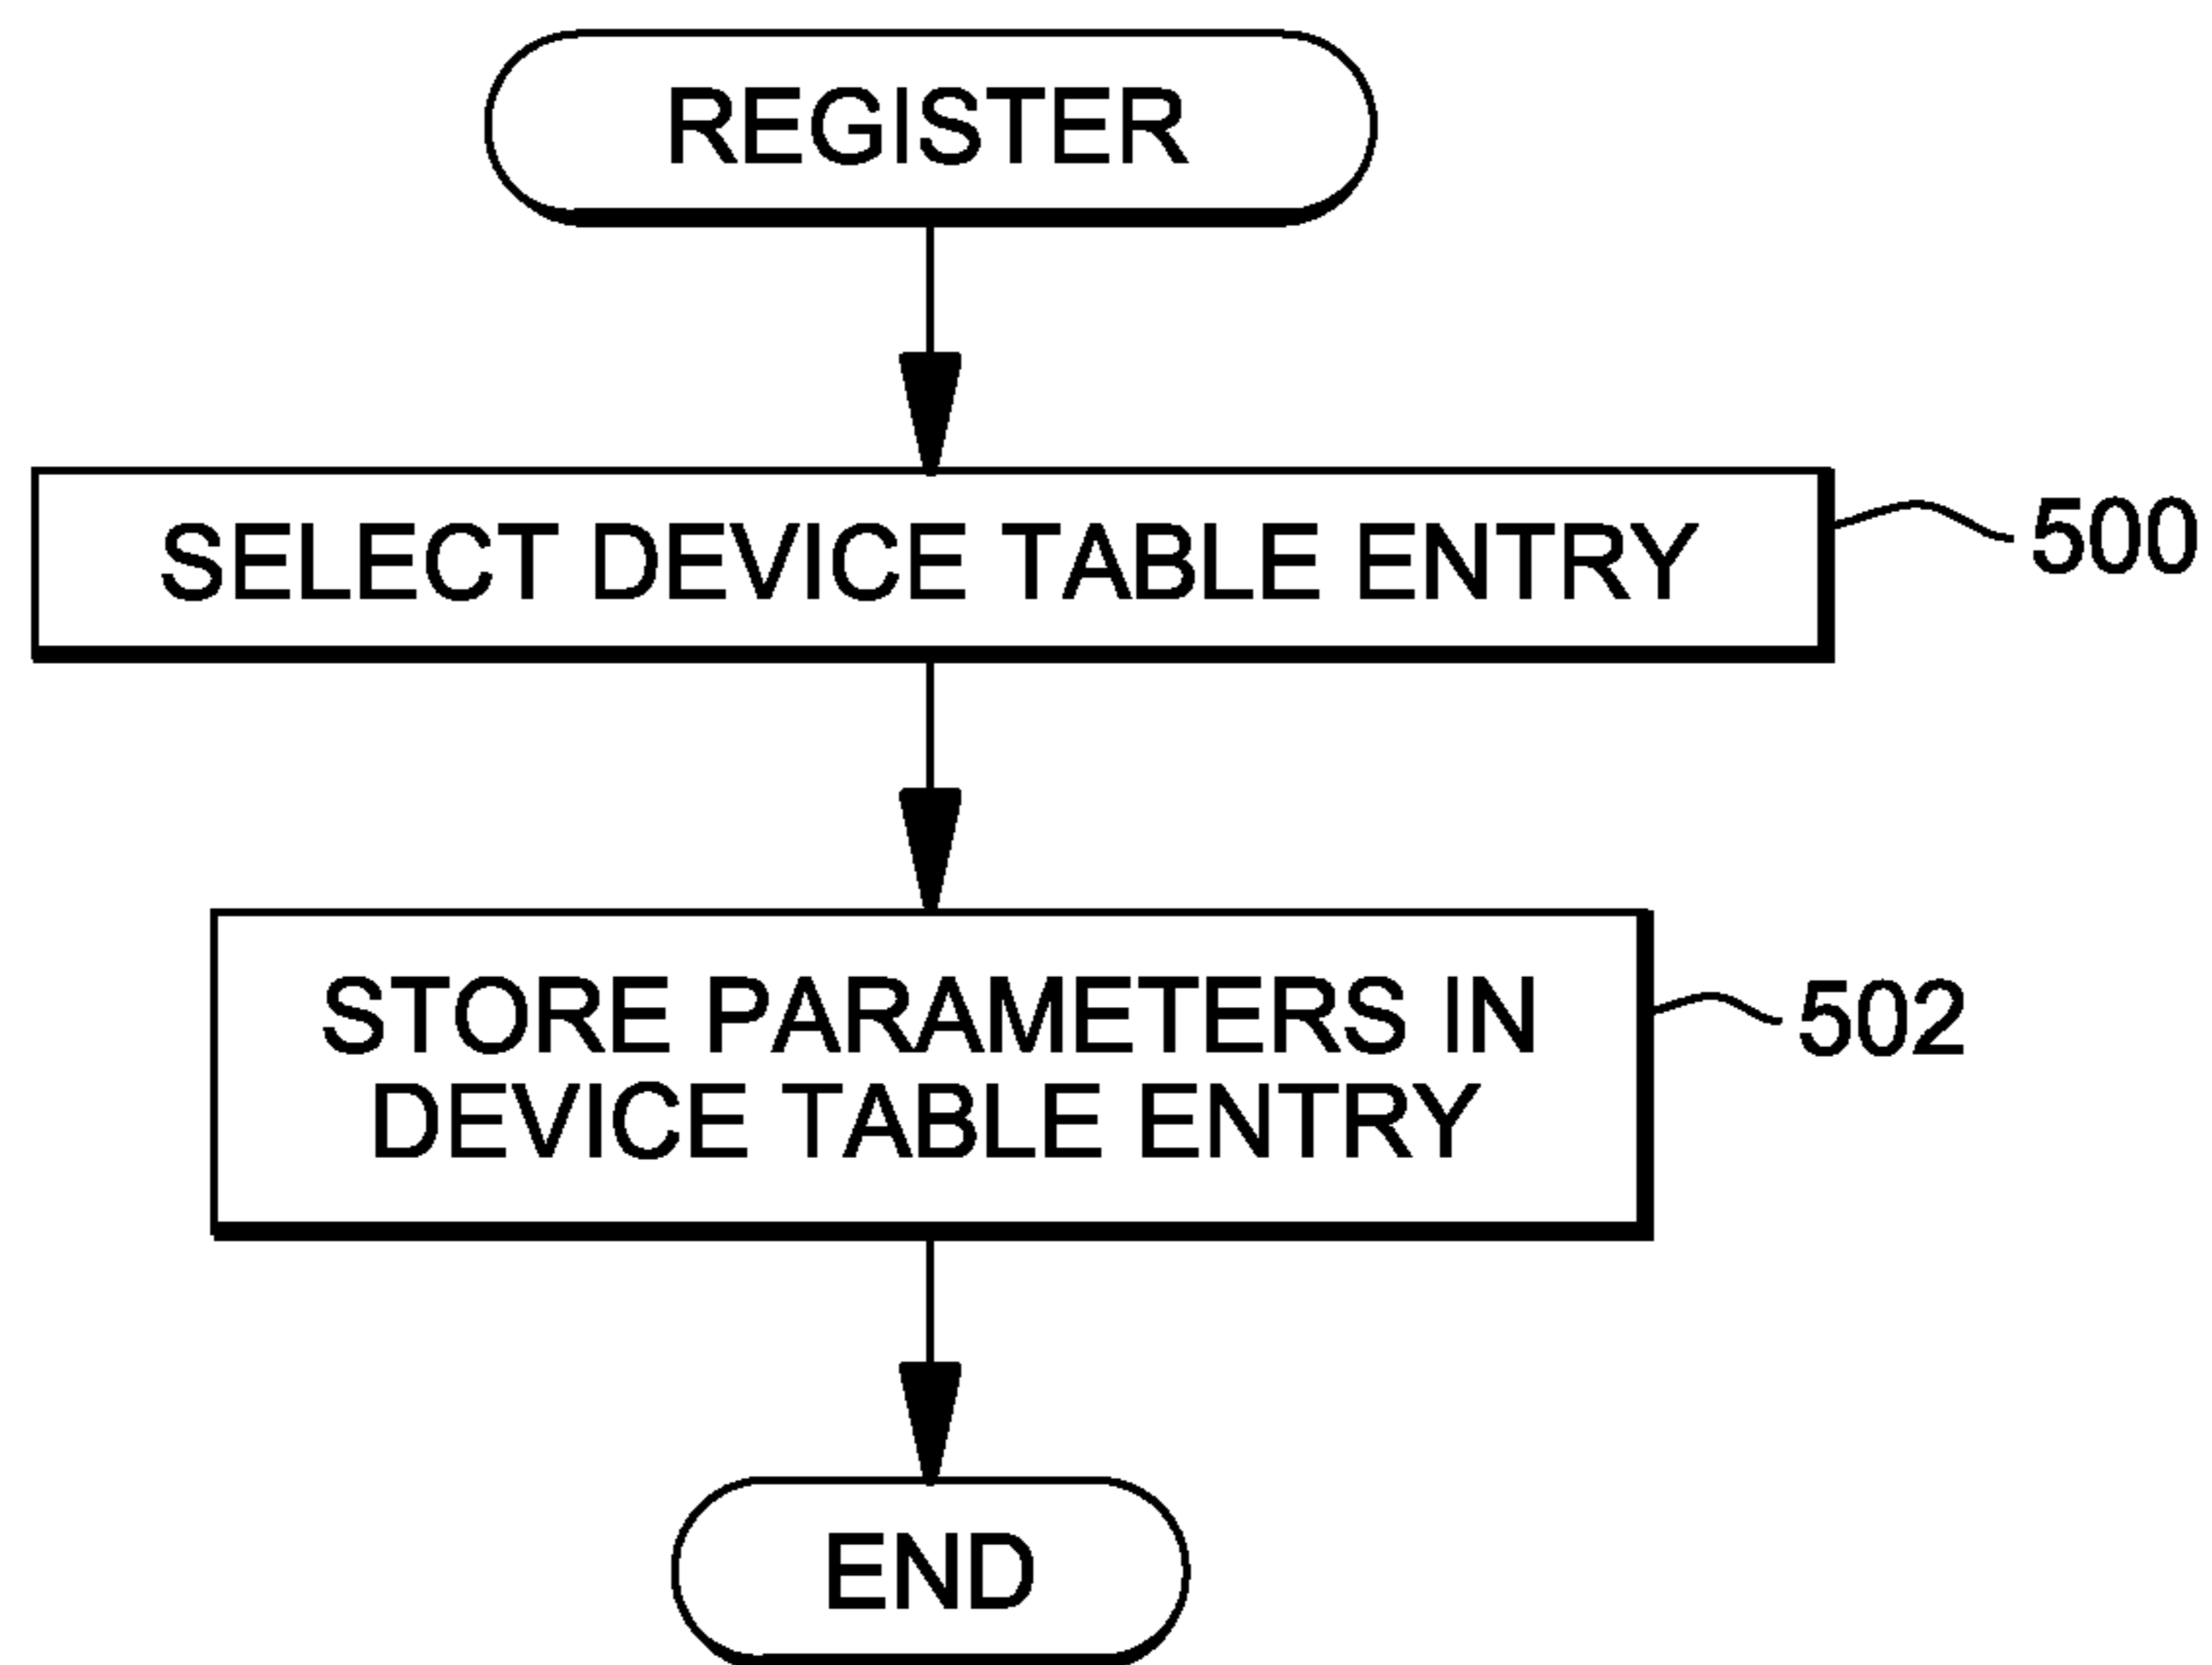 REGISTER
SELECT DEVICE TABLE ENTRY
500
STORE PARAMETERS IN
DEVICE TABLE ENTRY
502
END